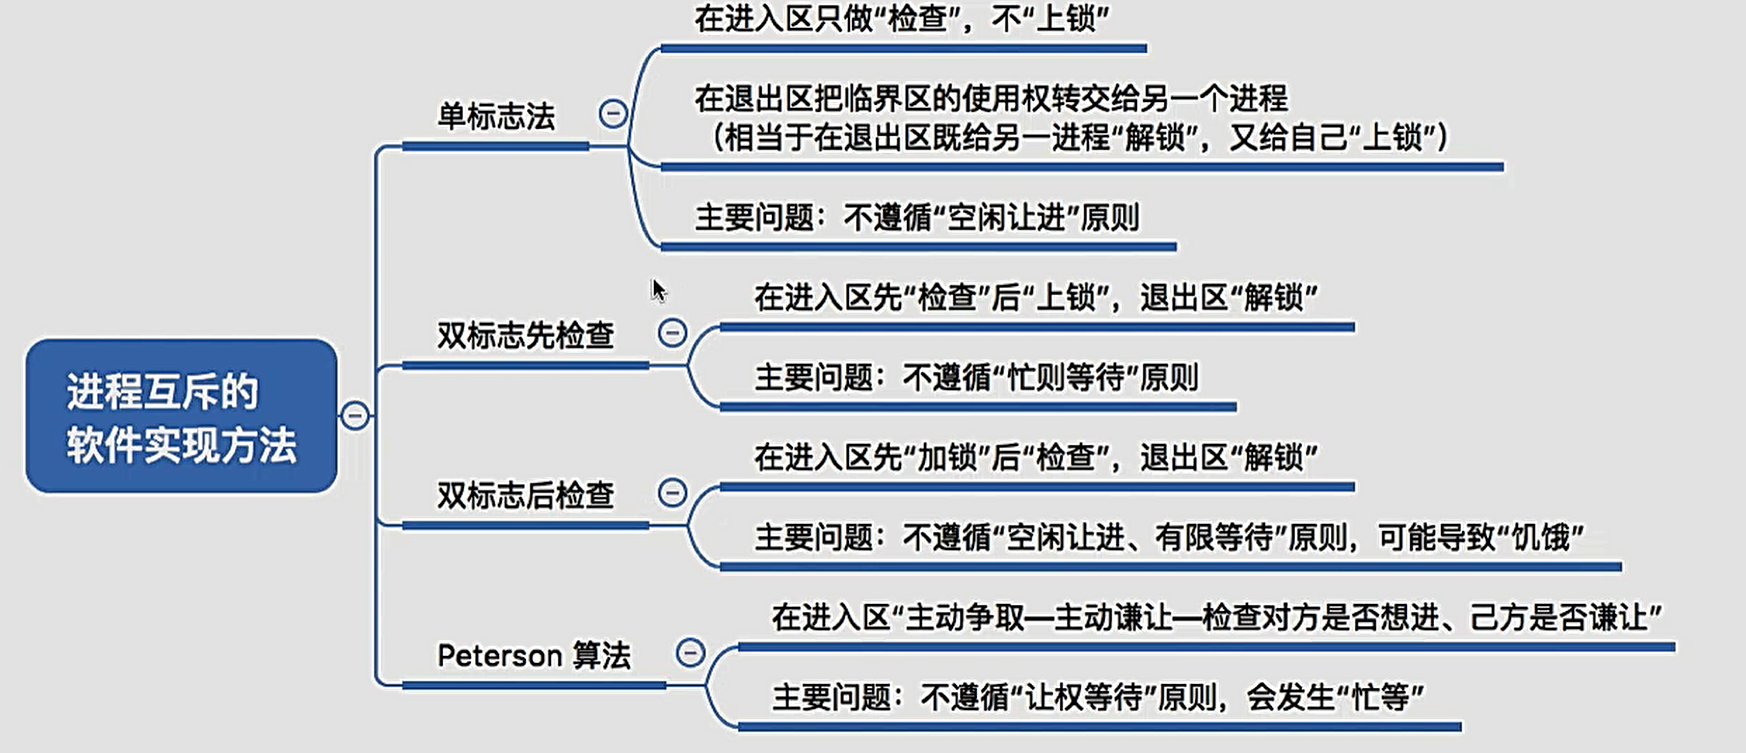 在进入区只做“检查”，不“上锁”
在退出区把临界区的使用权转交给另一个进程
（相当于在退出区既给另一进程“解锁”，又给自己“上锁”）
单标志法
主要问题：不遵循“空闲让进”原则
在进入区先“检查”后“上锁”，退出区“解锁”
双标志先检查
主要问题：不遵循“忙则等待”原则
进程互斥的
软件实现方法
在进入区先“加锁”后“检查”，退出区“解锁”
双标志后检查
主要问题：不遵循“空闲让进、有限等待”原则，可能导致“饥饿”
在进入区“主动争取—主动谦让—检查对方是否想进、己方是否谦让”
Peterson 算法
主要问题：不遵循“让权等待”原则，会发生“忙等”